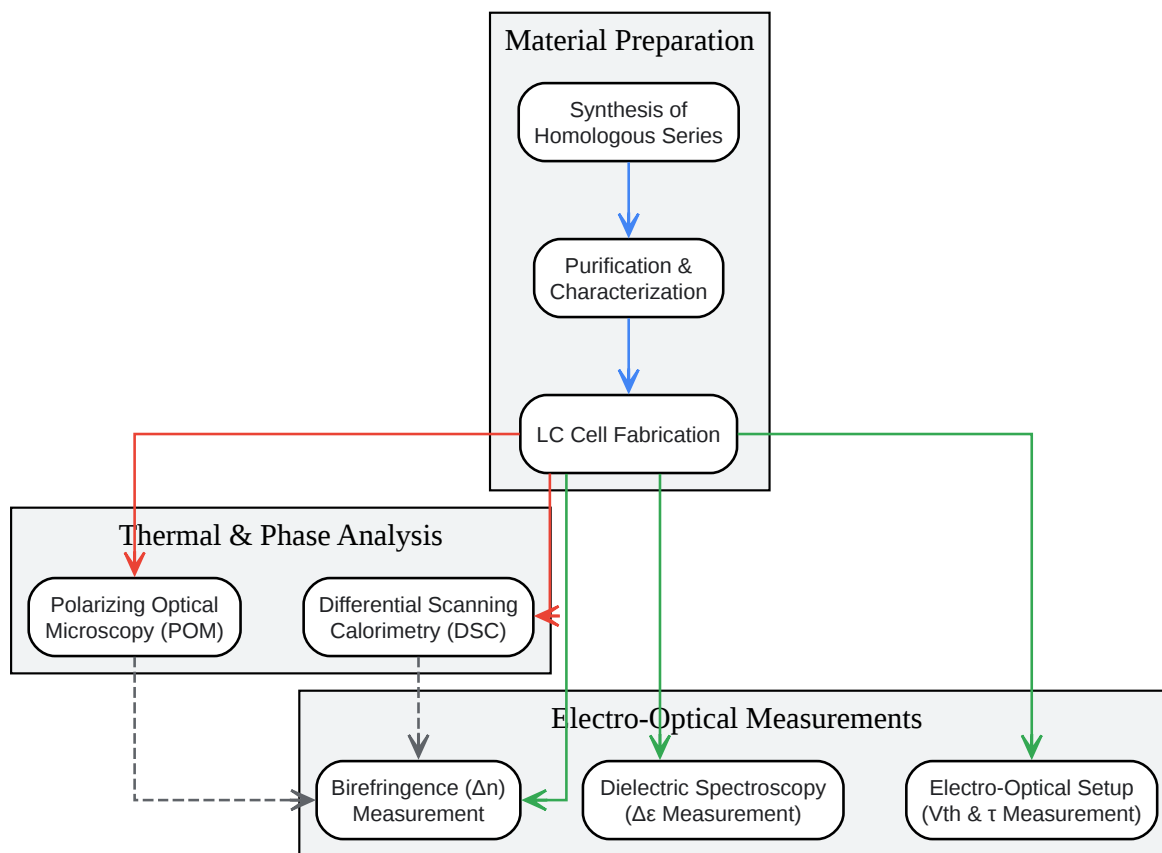 Material Preparation
Synthesis of
Homologous Series
Purification &
Characterization
LC Cell Fabrication
Thermal & Phase Analysis
Polarizing Optical
Microscopy (POM)
Differential Scanning
Calorimetry (DSC)
Electro-Optical Measurements
Birefringence (Δn)
Measurement
Dielectric Spectroscopy
(Δε Measurement)
Electro-Optical Setup
(Vth & τ Measurement)